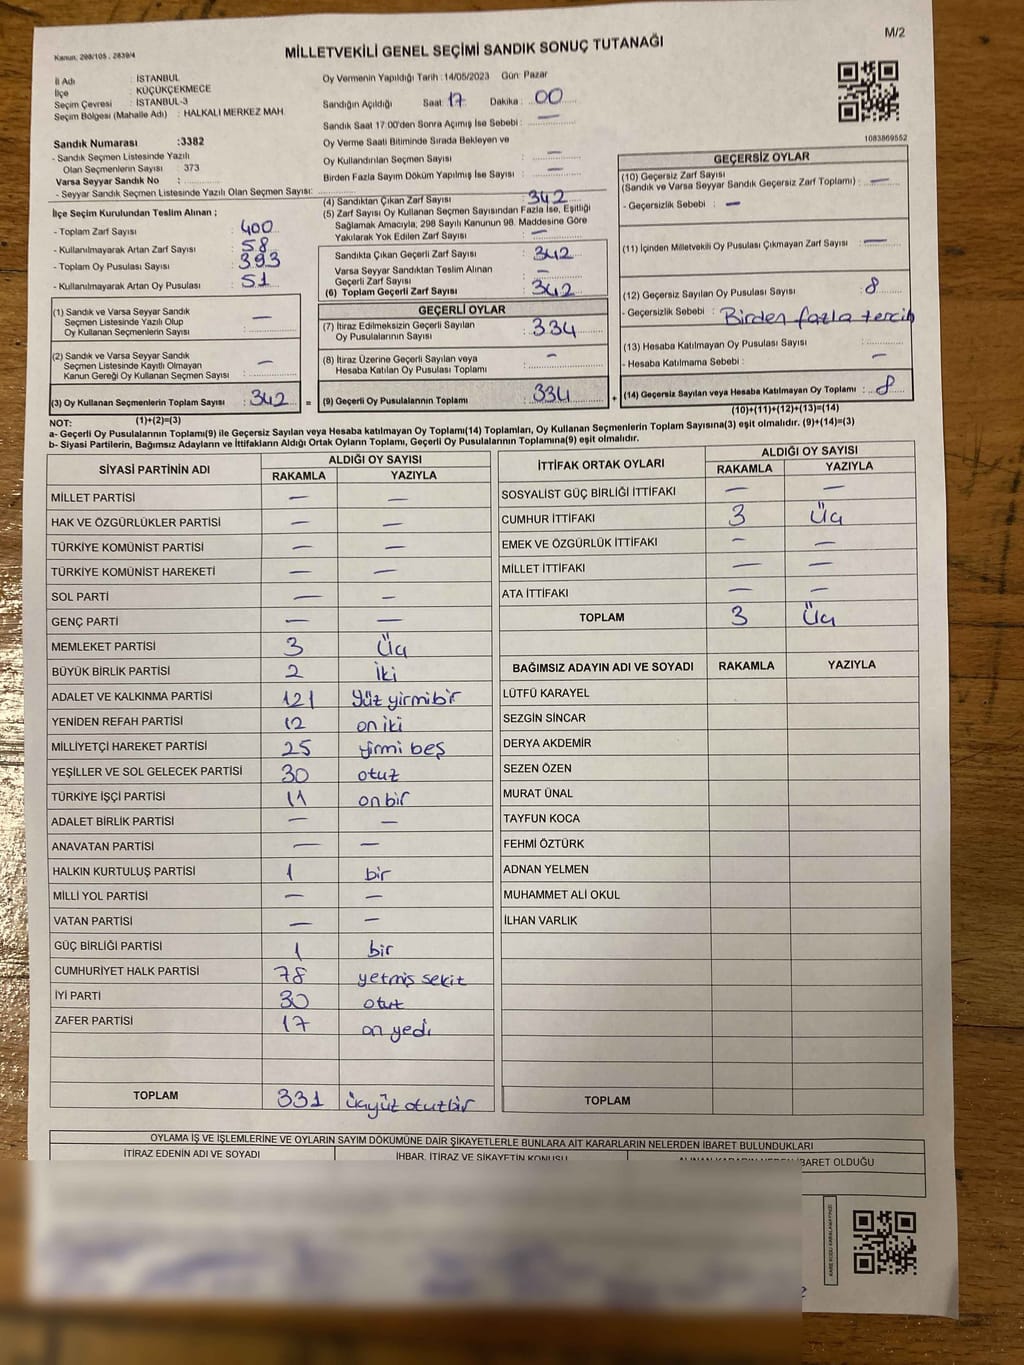 M/2
Kanun. 298/105 . 2839/4
MİLLETVEKİLİ GENEL SEÇİMİ SANDIK SONUÇ TUTANAĞI
İl Adı : İSTANBUL
İlçe : KÜÇÜKÇEKMECE
Seçim Çevresi : İSTANBUL-3
Seçim Bölgesi (Mahalle Adı) : HALKALI MERKEZ MAH
Sandık Numarası :3382
- Sandık Seçmen Listesinde Yazılı
Olan Seçmenlerin Sayısı : 373
Varsa Seyyar Sandık No :
- Seyyar Sandık Seçmen Listesinde Yazılı Olan Seçmen Sayısı:
Oy Vermenin Yapıldığı Tarih :14/05/2023 Gün: Pazar
Sandığın Açıldığı Saat: 17 Dakika : 00
Sandık Saat 17:00'den Sonra Açımış İse Sebebi : —
Oy Verme Saati Bitiminde Sırada Bekleyen ve
Oy Kullandırılan Seçmen Sayısı : —
Birden Fazla Sayım Döküm Yapılmış İse Sayısı : —
1083869552
İlçe Seçim Kurulundan Teslim Alınan ;
- Toplam Zarf Sayısı : 400
- Kullanılmayarak Artan Zarf Sayısı : 58
- Toplam Oy Pusulası Sayısı : 393
- Kullanılmayarak Artan Oy Pusulası : 51
(1) Sandık ve Varsa Seyyar Sandık
Seçmen Listesinde Yazılı Olup
Oy Kullanan Seçmenlerin Sayısı : —
(2) Sandık ve Varsa Seyyar Sandık
Seçmen Listesinde Kayıtlı Olmayan
Kanun Gereği Oy Kullanan Seçmen Sayısı : —
(3) Oy Kullanan Seçmenlerin Toplam Sayısı : 342 =
(4) Sandıktan Çıkan Zarf Sayısı : 342
(5) Zarf Sayısı Oy Kullanan Seçmen Sayısından Fazla İse, Eşitliği
Sağlamak Amacıyla, 298 Sayılı Kanunun 98. Maddesine Göre
Yakılarak Yok Edilen Zarf Sayısı : —
Sandıkta Çıkan Geçerli Zarf Sayısı : 342
Varsa Seyyar Sandıktan Teslim Alınan
Geçerli Zarf Sayısı : —
(6) Toplam Geçerli Zarf Sayısı : 342
GEÇERLİ OYLAR
(7) İtiraz Edilmeksizin Geçerli Sayılan
Oy Pusulalarının Sayısı : 334
(8) İtiraz Üzerine Geçerli Sayılan veya
Hesaba Katılan Oy Pusulası Toplamı : —
(9) Geçerli Oy Pusulalarının Toplamı : 334 +
GEÇERSİZ OYLAR
(10) Geçersiz Zarf Sayısı
(Sandık ve Varsa Seyyar Sandık Geçersiz Zarf Toplamı) : —
- Geçersizlik Sebebi : —
(11) İçinden Milletvekili Oy Pusulası Çıkmayan Zarf Sayısı : —
(12) Geçersiz Sayılan Oy Pusulası Sayısı : 8
- Geçersizlik Sebebi : Birden fazla tercih
(13) Hesaba Katılmayan Oy Pusulası Sayısı :
- Hesaba Katılmama Sebebi : —
(14) Geçersiz Sayılan veya Hesaba Katılmayan Oy Toplamı : 8
NOT: (1)+(2)=(3) (10)+(11)+(12)+(13)=(14)
a- Geçerli Oy Pusulalarının Toplamı(9) ile Geçersiz Sayılan veya Hesaba Katılmayan Oy Toplamı(14) Toplamları, Oy Kullanan Seçmenlerin Toplam Sayısına(3) eşit olmalıdır. (9)+(14)=(3)
b- Siyasi Partilerin, Bağımsız Adayların ve İttifakların Aldığı Ortak Oyların Toplamı, Geçerli Oy Pusulalarının Toplamına(9) eşit olmalıdır.
SİYASİ PARTİNİN ADI ALDIĞI OY SAYISI
RAKAMLA YAZIYLA
MİLLET PARTİSİ — —
HAK VE ÖZGÜRLÜKLER PARTİSİ — —
TÜRKİYE KOMÜNİST PARTİSİ — —
TÜRKİYE KOMÜNİST HAREKETİ — —
SOL PARTİ — —
GENÇ PARTİ — —
MEMLEKET PARTİSİ 3 Üç
BÜYÜK BİRLİK PARTİSİ 2 İki
ADALET VE KALKINMA PARTİSİ 121 Yüz yirmibir
YENİDEN REFAH PARTİSİ 12 on iki
MİLLİYETÇİ HAREKET PARTİSİ 25 yirmi beş
YEŞİLLER VE SOL GELECEK PARTİSİ 30 otuz
TÜRKİYE İŞÇİ PARTİSİ 11 on bir
ADALET BİRLİK PARTİSİ — —
ANAVATAN PARTİSİ — —
HALKIN KURTULUŞ PARTİSİ 1 bir
MİLLİ YOL PARTİSİ — —
VATAN PARTİSİ — —
GÜÇ BİRLİĞİ PARTİSİ 1 bir
CUMHURİYET HALK PARTİSİ 78 yetmiş sekiz
İYİ PARTİ 30 otuz
ZAFER PARTİSİ 17 on yedi
TOPLAM 331 üçyüz otuzbir
İTTİFAK ORTAK OYLARI ALDIĞI OY SAYISI
RAKAMLA YAZIYLA
SOSYALİST GÜÇ BİRLİĞİ İTTİFAKI — —
CUMHUR İTTİFAKI 3 Üç
EMEK VE ÖZGÜRLÜK İTTİFAKI — —
MİLLET İTTİFAKI — —
ATA İTTİFAKI — —
TOPLAM 3 Üç
BAĞIMSIZ ADAYIN ADI VE SOYADI RAKAMLA YAZIYLA
LÜTFÜ KARAYEL
SEZGİN SİNCAR
DERYA AKDEMİR
SEZEN ÖZEN
MURAT ÜNAL
TAYFUN KOCA
FEHMİ ÖZTÜRK
ADNAN YELMEN
MUHAMMET ALİ OKUL
İLHAN VARLIK
TOPLAM
OYLAMA İŞ VE İŞLEMLERİNE VE OYLARIN SAYIM DÖKÜMÜNE DAİR ŞİKAYETLERLE BUNLARA AİT KARARLARIN NELERDEN İBARET BULUNDUKLARI
İTİRAZ EDENİN ADI VE SOYADI İHBAR, İTİRAZ VE ŞİKAYETİN KONUSU İBARET OLDUĞU